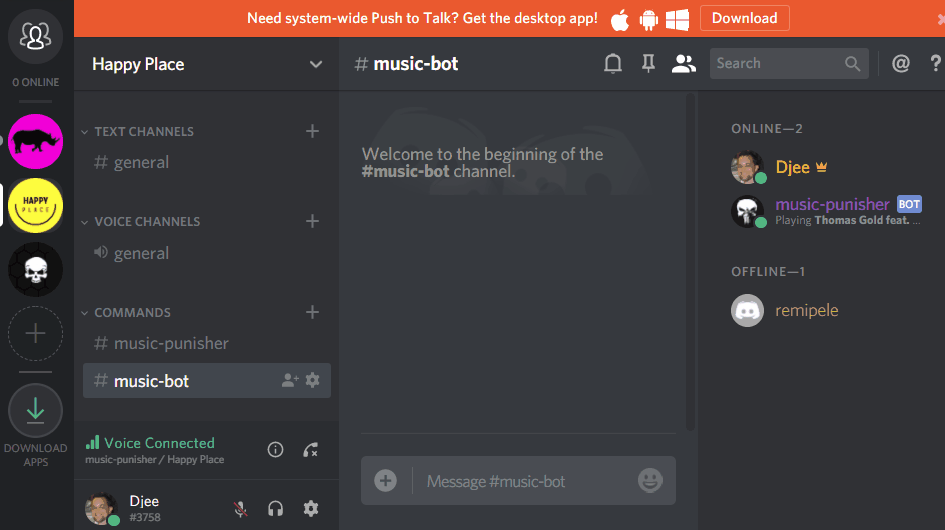 Need system-wide Push to Talk? Get the desktop app!
Download
0 ONLINE
HAPPY
PLACE
DOWNLOAD
APPS
Happy Place
TEXT CHANNELS
# general
VOICE CHANNELS
general
COMMANDS
# music-punisher
# music-bot
Voice Connected
music-punisher / Happy Place
Djee
#3758
# music-bot
Search
@ ?
Welcome to the beginning of the
#music-bot channel.
Message #music-bot
ONLINE—2
Djee
music-punisher BOT
Playing Thomas Gold feat. ...
OFFLINE—1
remipele